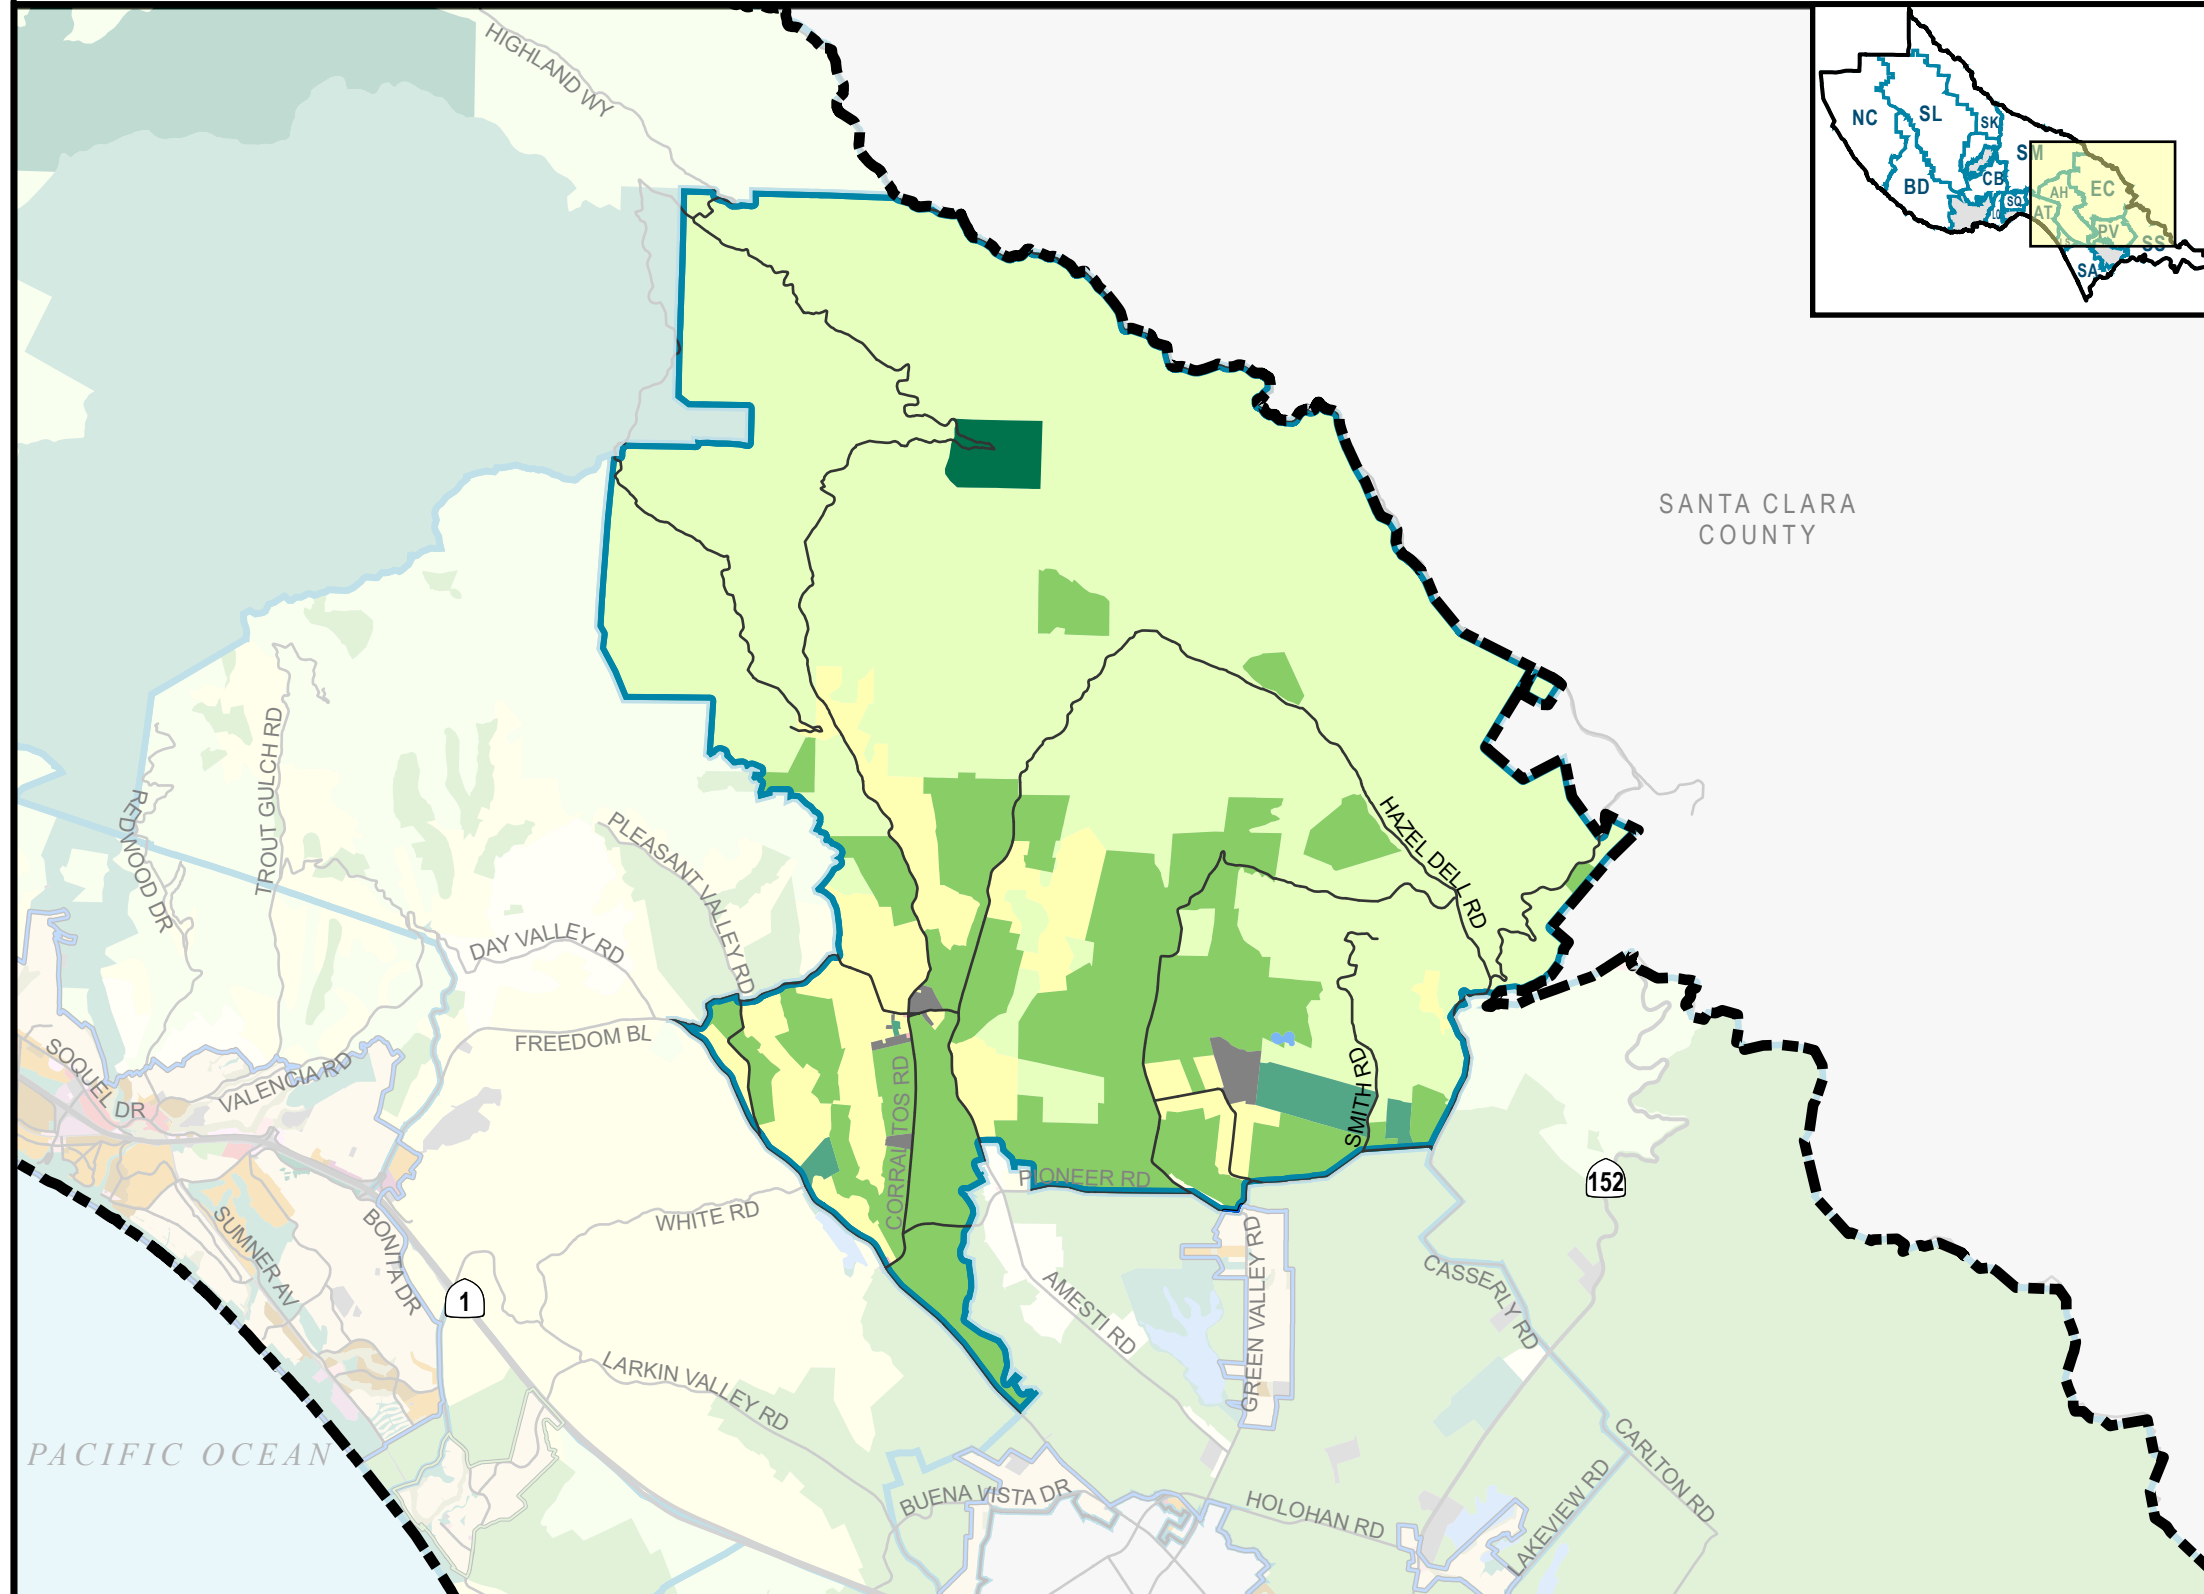 HIGHLAND WY
NC
SL
SK
SM
BD
CB
SQ
LO
AH
EC
AT
PV
SS
SA
SANTA CLARA
COUNTY
TROUT GULCH RD
REDWOOD DR
PLEASANT VALLEY RD
HAZEL DELL RD
DAY VALLEY RD
FREEDOM BL
SOQUEL DR
VALENCIA RD
CORRALITOS RD
SMITH RD
PIONEER RD
152
WHITE RD
SUMNER AV
BONITA DR
1
AMESTI RD
GREEN VALLEY RD
CASSERLY RD
LARKIN VALLEY RD
PACIFIC OCEAN
BUENA VISTA DR
HOLOHAN RD
LAKEVIEW RD
CARLTON RD